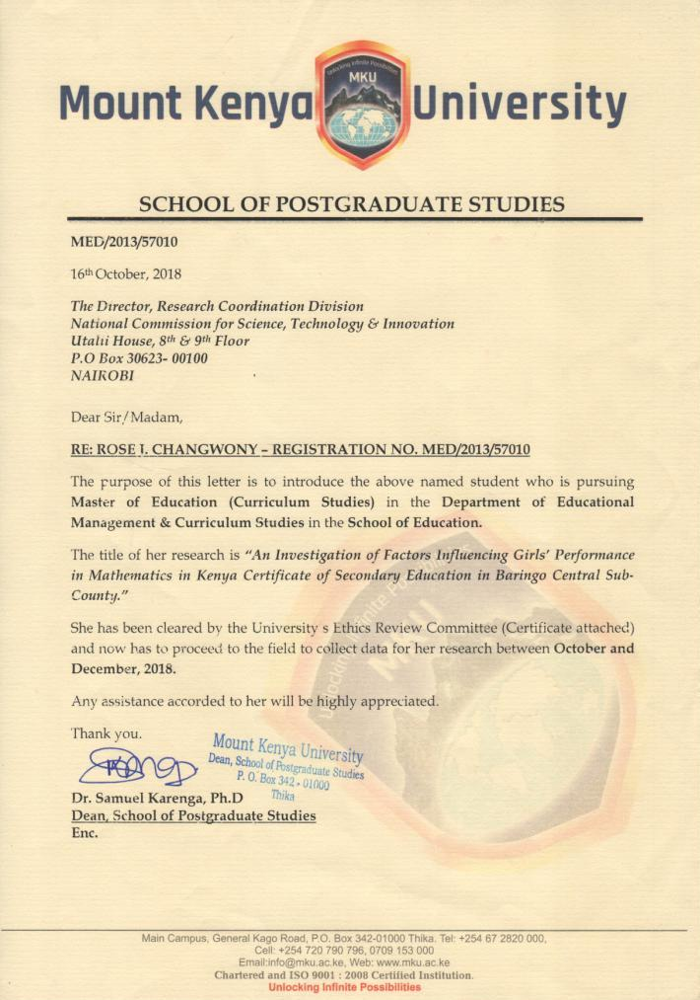 Unlocking Infinite Possibilities
MKU
Mount Kenya University
SCHOOL OF POSTGRADUATE STUDIES
MED/2013/57010
16th October, 2018
The Director, Research Coordination Division
National Commission for Science, Technology & Innovation
Utalii House, 8th & 9th Floor
P.O Box 30623- 00100
NAIROBI
Dear Sir/Madam,
RE: ROSE J. CHANGWONY – REGISTRATION NO. MED/2013/57010
The purpose of this letter is to introduce the above named student who is pursuing
Master of Education (Curriculum Studies) in the Department of Educational
Management & Curriculum Studies in the School of Education.
The title of her research is "An Investigation of Factors Influencing Girls' Performance
in Mathematics in Kenya Certificate of Secondary Education in Baringo Central Sub-
County."
She has been cleared by the University's Ethics Review Committee (Certificate attached)
and now has to proceed to the field to collect data for her research between October and
December, 2018.
Any assistance accorded to her will be highly appreciated.
Thank you.
Mount Kenya University
Dean, School of Postgraduate Studies
P. O. Box 342 - 01000
Thika
Dr. Samuel Karenga, Ph.D
Dean, School of Postgraduate Studies
Enc.
Unlocking Infinite Possibilities
MKU
Main Campus, General Kago Road, P.O. Box 342-01000 Thika. Tel: +254 67 2820 000,
Cell: +254 720 790 796, 0709 153 000
Email:info@mku.ac.ke, Web: www.mku.ac.ke
Chartered and ISO 9001 : 2008 Certified Institution.
Unlocking Infinite Possibilities